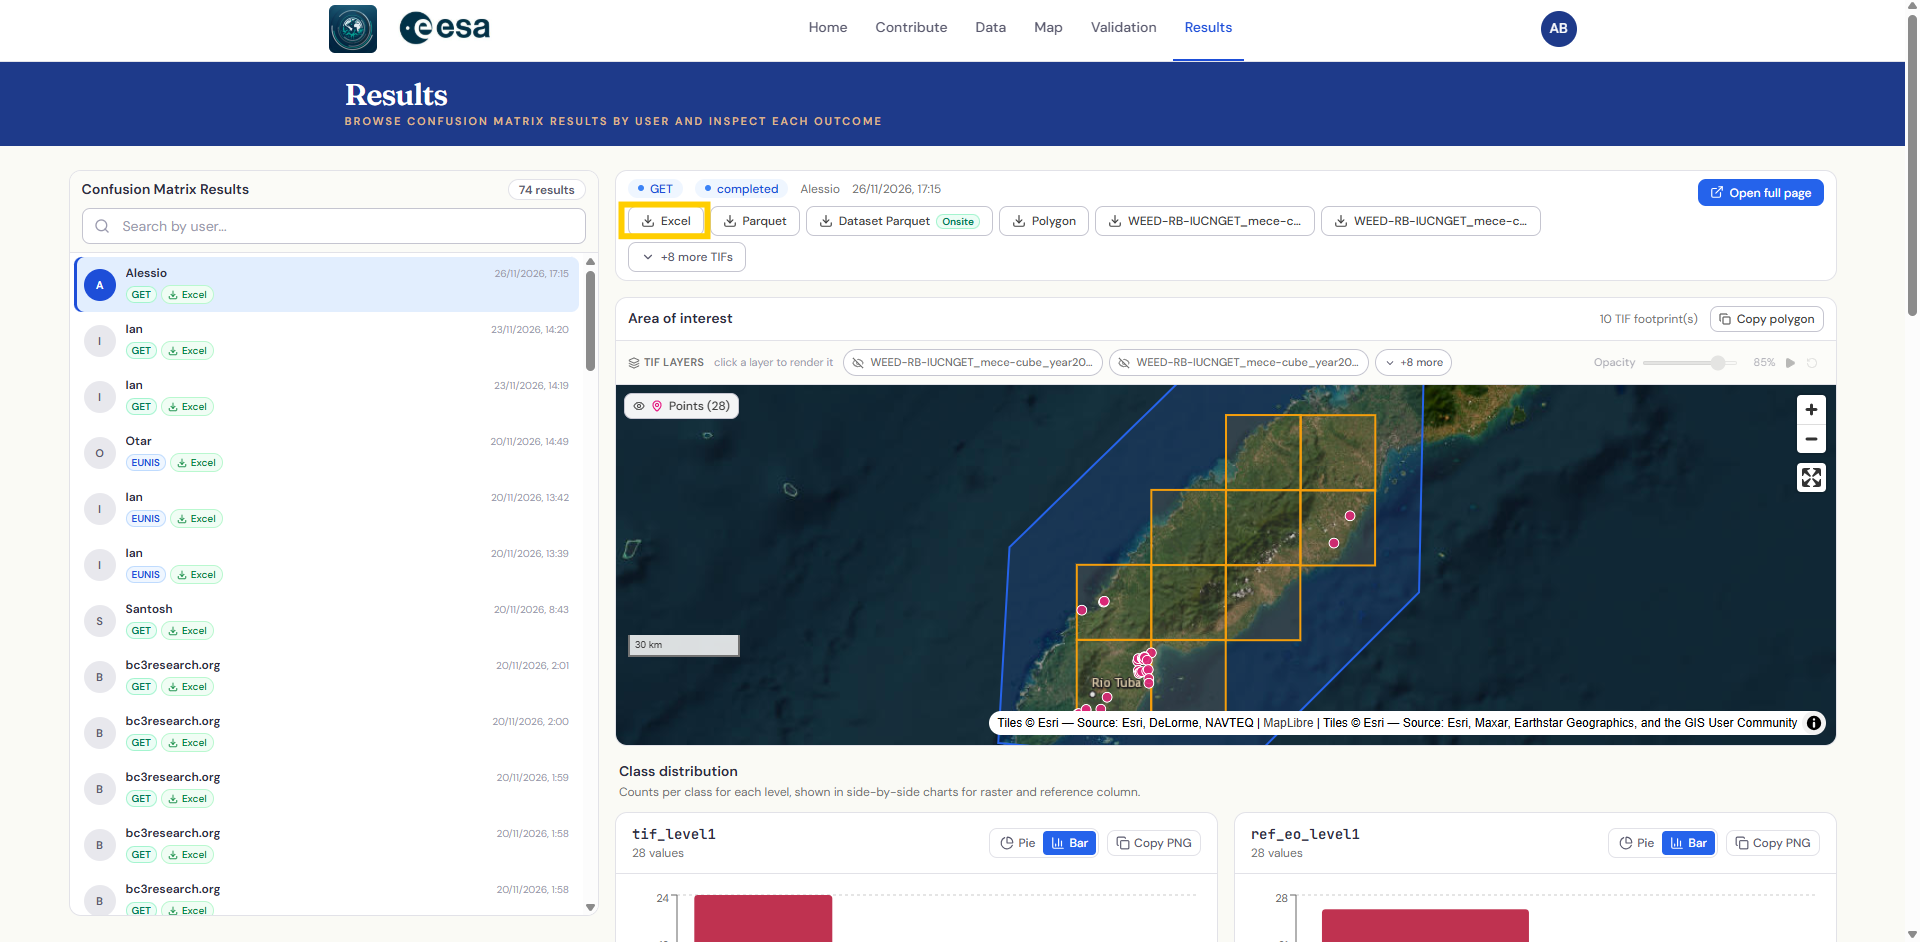 esa
Home
Contribute
Data
Map
Validation
Results
AB
Results
BROWSE CONFUSION MATRIX RESULTS BY USER AND INSPECT EACH OUTCOME
Confusion Matrix Results
74 results
Search by user...
A
Alessio
26/11/2026, 17:15
GET
Excel
I
Ian
23/11/2026, 14:20
GET
Excel
I
Ian
23/11/2026, 14:19
GET
Excel
O
Otar
20/11/2026, 14:49
EUNIS
Excel
I
Ian
20/11/2026, 13:42
EUNIS
Excel
I
Ian
20/11/2026, 13:39
EUNIS
Excel
S
Santosh
20/11/2026, 8:43
GET
Excel
B
bc3research.org
20/11/2026, 2:01
GET
Excel
B
bc3research.org
20/11/2026, 2:00
GET
Excel
B
bc3research.org
20/11/2026, 1:59
GET
Excel
B
bc3research.org
20/11/2026, 1:58
GET
Excel
B
bc3research.org
20/11/2026, 1:58
GET
Excel
GET
completed
Alessio
26/11/2026, 17:15
Open full page
Excel
Parquet
Dataset Parquet Onsite
Polygon
WEED-RB-IUCNGET_mece-c...
WEED-RB-IUCNGET_mece-c...
+8 more TIFs
Area of interest
10 TIF footprint(s)
Copy polygon
TIF LAYERS
click a layer to render it
WEED-RB-IUCNGET_mece-cube_year20...
WEED-RB-IUCNGET_mece-cube_year20...
+8 more
Opacity
85%
Points (28)
30 km
Rio Tuba
Tiles © Esri — Source: Esri, DeLorme, NAVTEQ | MapLibre | Tiles © Esri — Source: Esri, Maxar, Earthstar Geographics, and the GIS User Community
Class distribution
Counts per class for each level, shown in side-by-side charts for raster and reference column.
tif_level1
28 values
Pie
Bar
Copy PNG
24
ref_eo_level1
28 values
Pie
Bar
Copy PNG
28